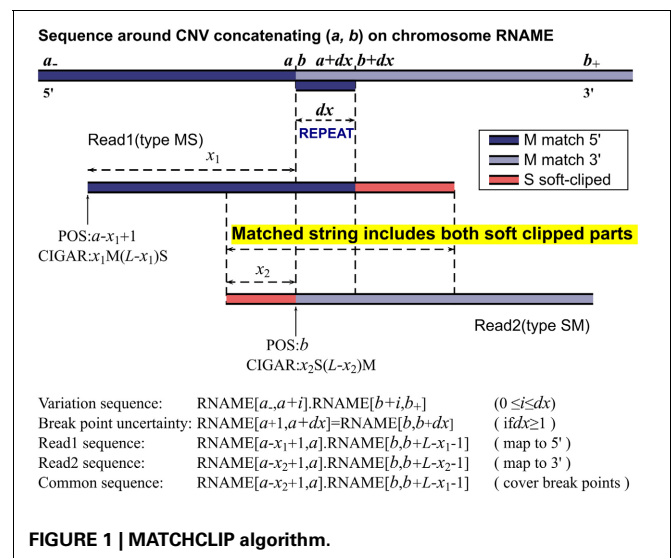 Sequence around CNV concatenating (a, b) on chromosome RNAME
a- a b a+dx b+dx b+
5' 3'
dx
REPEAT
Read1(type MS)
x1
M match 5'
M match 3'
S soft-cliped
POS:a-x1+1
CIGAR:x1M(L-x1)S
Matched string includes both soft clipped parts
x2
Read2(type SM)
POS:b
CIGAR:x2S(L-x2)M
Variation sequence: RNAME[a-,a+i].RNAME[b+i,b+] (0 ≤i≤dx)
Break point uncertainty: RNAME[a+1,a+dx]=RNAME[b,b+dx] ( ifdx≥1 )
Read1 sequence: RNAME[a-x1+1,a].RNAME[b,b+L-x1-1] ( map to 5' )
Read2 sequence: RNAME[a-x2+1,a].RNAME[b,b+L-x2-1] ( map to 3' )
Common sequence: RNAME[a-x2+1,a].RNAME[b,b+L-x1-1] ( cover break points )
FIGURE 1 | MATCHCLIP algorithm.